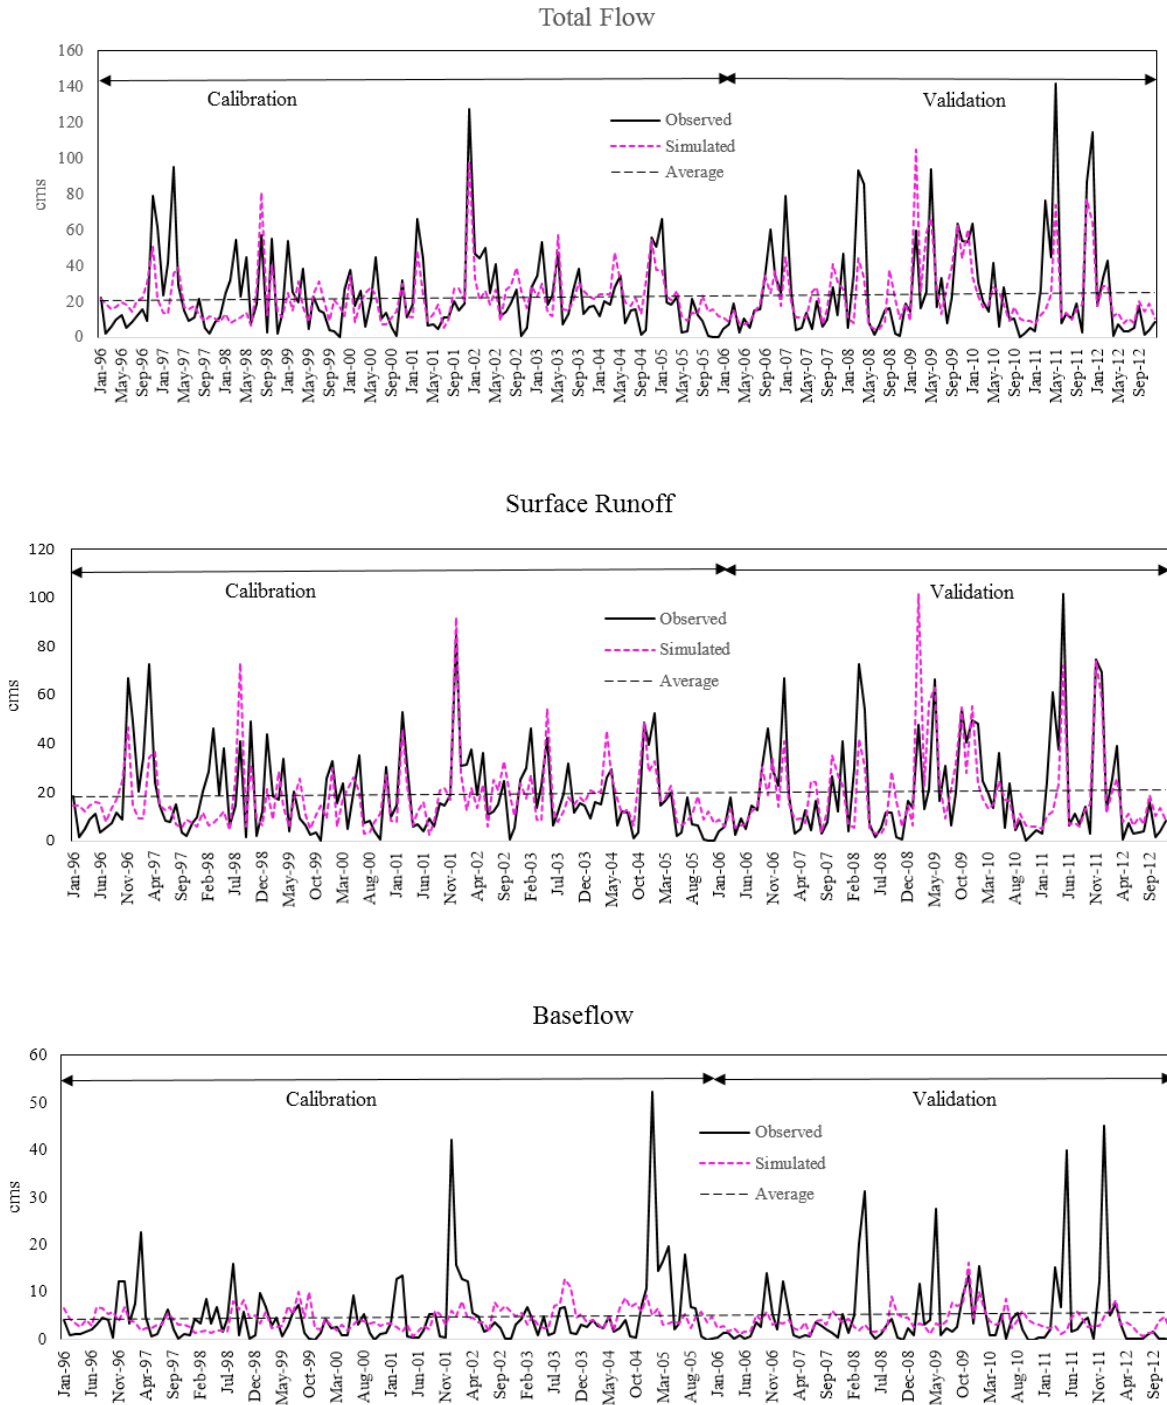 Total Flow
160
140
120
100
80
60
40
20
0
cms
Calibration
Validation
Observed
Simulated
Average
Jan-96 May-96 Sep-96 Jan-97 May-97 Sep-97 Jan-98 May-98 Sep-98 Jan-99 May-99 Sep-99 Jan-00 May-00 Sep-00 Jan-01 May-01 Sep-01 Jan-02 May-02 Sep-02 Jan-03 May-03 Sep-03 Jan-04 May-04 Sep-04 Jan-05 May-05 Sep-05 Jan-06 May-06 Sep-06 Jan-07 May-07 Sep-07 Jan-08 May-08 Sep-08 Jan-09 May-09 Sep-09 Jan-10 May-10 Sep-10 Jan-11 May-11 Sep-11 Jan-12 May-12 Sep-12
Surface Runoff
120
100
80
60
40
20
0
cms
Calibration
Validation
Observed
Simulated
Average
Jan-96 Jun-96 Nov-96 Apr-97 Sep-97 Feb-98 Jul-98 Dec-98 May-99 Oct-99 Mar-00 Aug-00 Jan-01 Jun-01 Nov-01 Apr-02 Sep-02 Feb-03 Jul-03 Dec-03 May-04 Oct-04 Mar-05 Aug-05 Jan-06 Jun-06 Nov-06 Apr-07 Sep-07 Feb-08 Jul-08 Dec-08 May-09 Oct-09 Mar-10 Aug-10 Jan-11 Jun-11 Nov-11 Apr-12 Sep-12
Baseflow
60
50
40
30
20
10
0
cms
Calibration
Validation
Observed
Simulated
Average
Jan-96 Jun-96 Nov-96 Apr-97 Sep-97 Feb-98 Jul-98 Dec-98 May-99 Oct-99 Mar-00 Aug-00 Jan-01 Jun-01 Nov-01 Apr-02 Sep-02 Feb-03 Jul-03 Dec-03 May-04 Oct-04 Mar-05 Aug-05 Jan-06 Jun-06 Nov-06 Apr-07 Sep-07 Feb-08 Jul-08 Dec-08 May-09 Oct-09 Mar-10 Aug-10 Jan-11 Jun-11 Nov-11 Apr-12 Sep-12